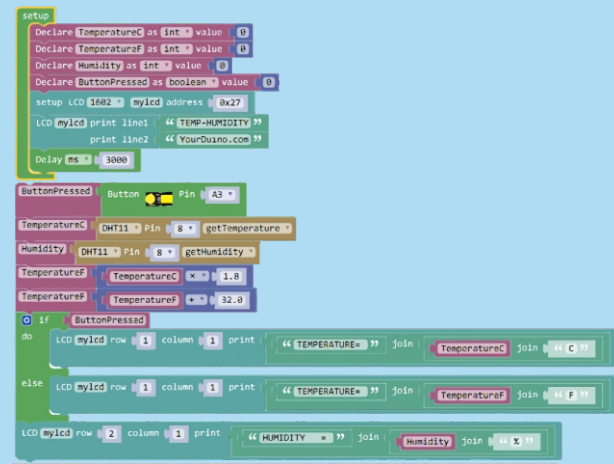 setup
Declare TemperatureC as int value 0
Declare TemperatureF as int value 0
Declare Humidity as int value 0
Declare ButtonPressed as boolean value 0
setup LCD 1602 mylcd address 0x27
LCD mylcd print line1 “ TEMP-HUMIDITY ”
print line2 “ YourDuino.com ”
Delay ms 3000
ButtonPressed Button Pin A3
TemperatureC DHT11 Pin 8 getTemperature
Humidity DHT11 Pin 8 getHumidity
TemperatureF TemperatureC × 1.8
TemperatureF TemperatureF + 32.0
if ButtonPressed
do LCD mylcd row 1 column 1 print “ TEMPERATURE= ” join TemperatureC join “ C ”
else LCD mylcd row 1 column 1 print “ TEMPERATURE= ” join TemperatureF join “ F ”
LCD mylcd row 2 column 1 print “ HUMIDITY = ” join Humidity join “ % ”